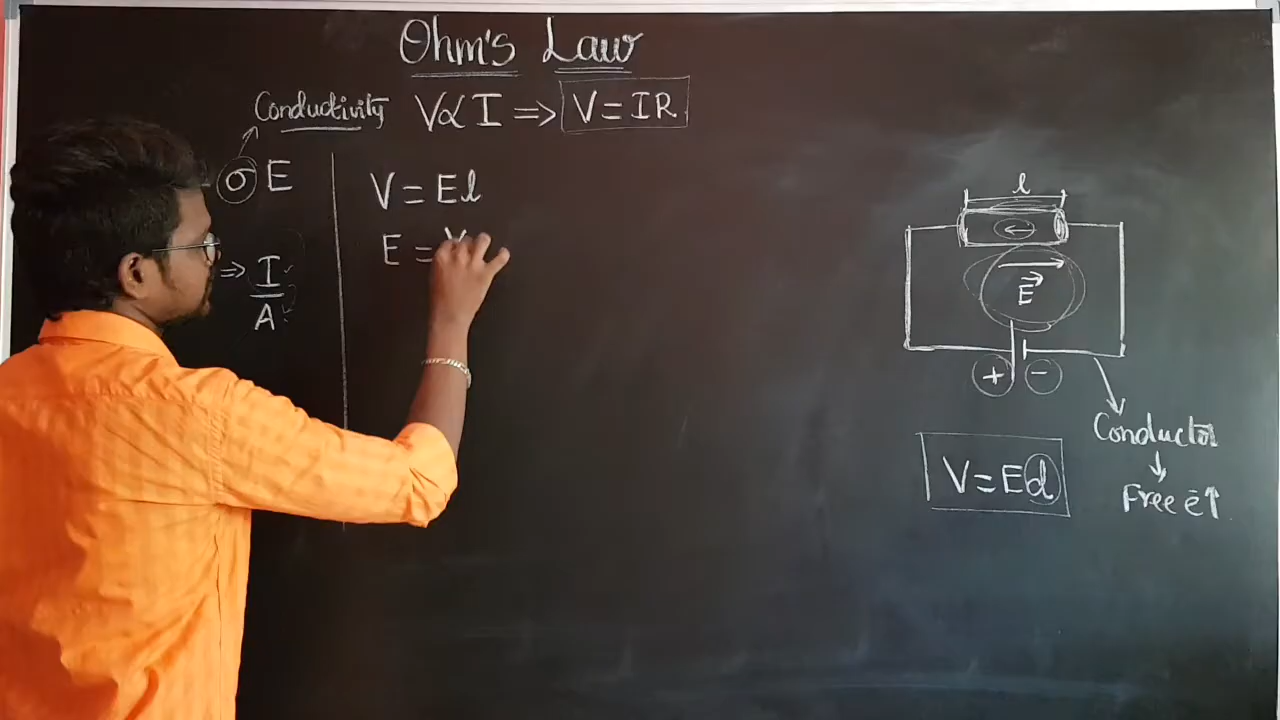 Ohm's Law
Conductivity V∝I ⇒ V=IR
σE
⇒ I/A
V=El
E=V
l
E⃗
+ −
Conductor
Free e⁻↑
V=Ed